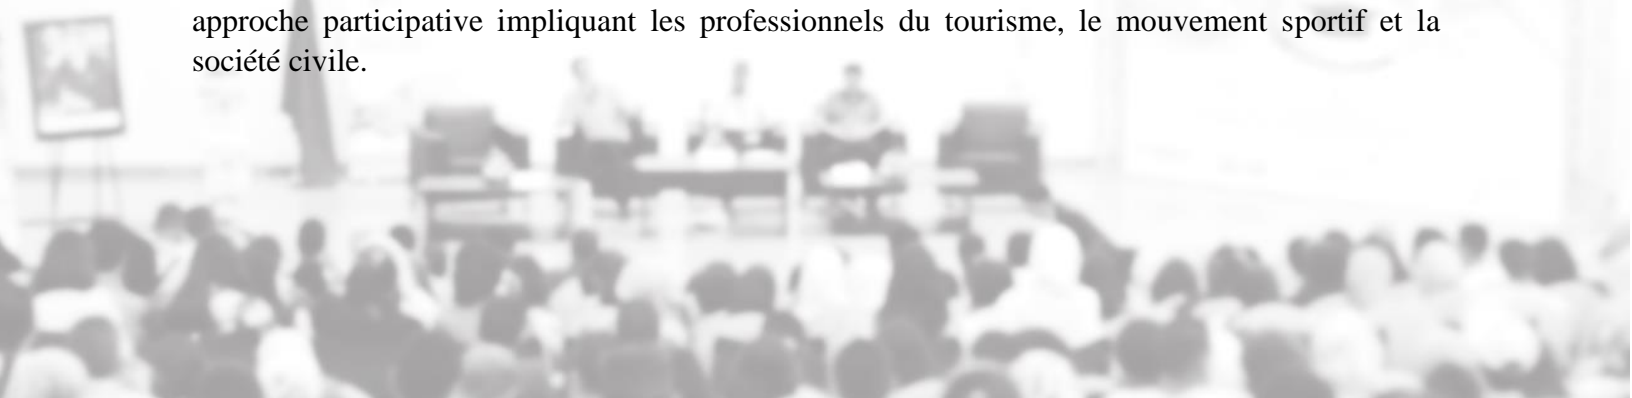 approche participative impliquant les professionnels du tourisme, le mouvement sportif et la
société civile.